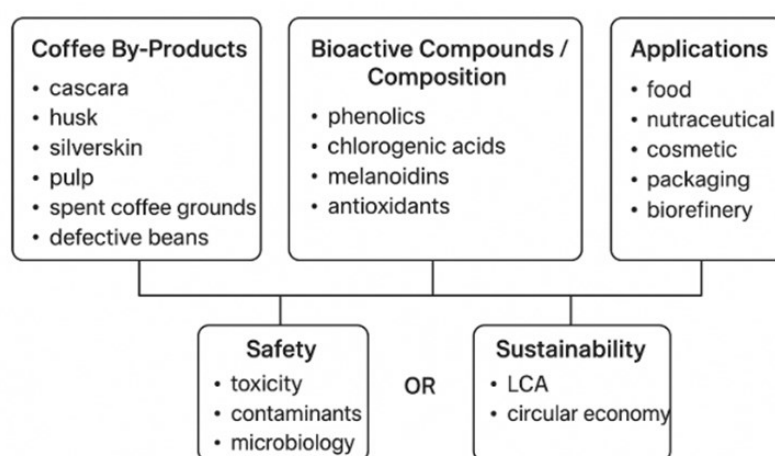 Coffee By-Products
• cascara
• husk
• silverskin
• pulp
• spent coffee grounds
• defective beans
Bioactive Compounds /
Composition
• phenolics
• chlorogenic acids
• melanoidins
• antioxidants
Applications
• food
• nutraceutical
• cosmetic
• packaging
• biorefinery
Safety
• toxicity
• contaminants
• microbiology
OR
Sustainability
• LCA
• circular economy